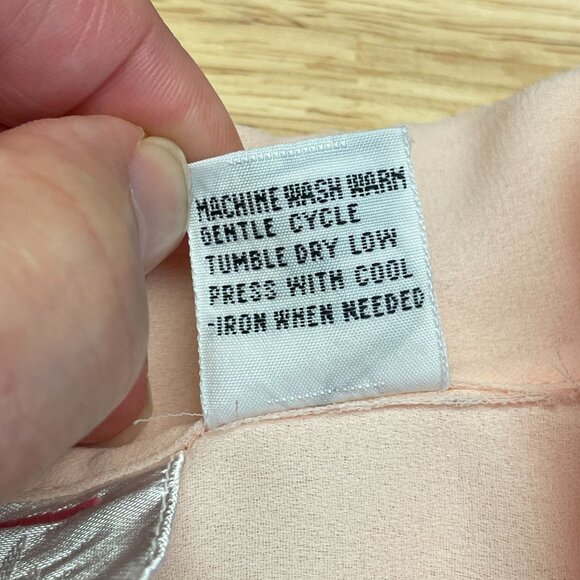 MACHINE WASH WARM
GENTLE CYCLE
TUMBLE DRY LOW
PRESS WITH COOL
-IRON WHEN NEEDED